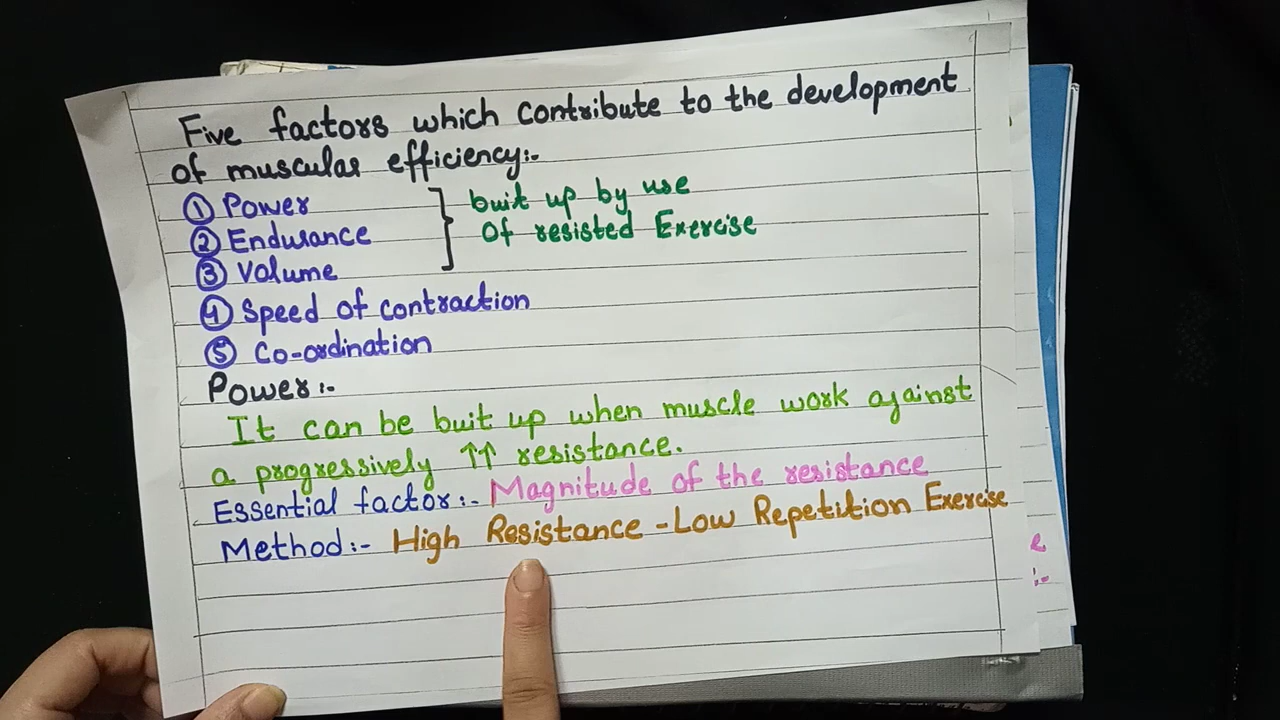 Five factors which contribute to the development
of muscular efficiency:-
① Power
② Endurance
③ Volume
buit up by use
of resisted Exercise
④ Speed of contraction
⑤ Co-ordination
Power:-
It can be buit up when muscle work against
a progressively ↑↑ resistance.
Essential factor:- Magnitude of the resistance
Method:- High Resistance - Low Repetition Exercise
e
:-